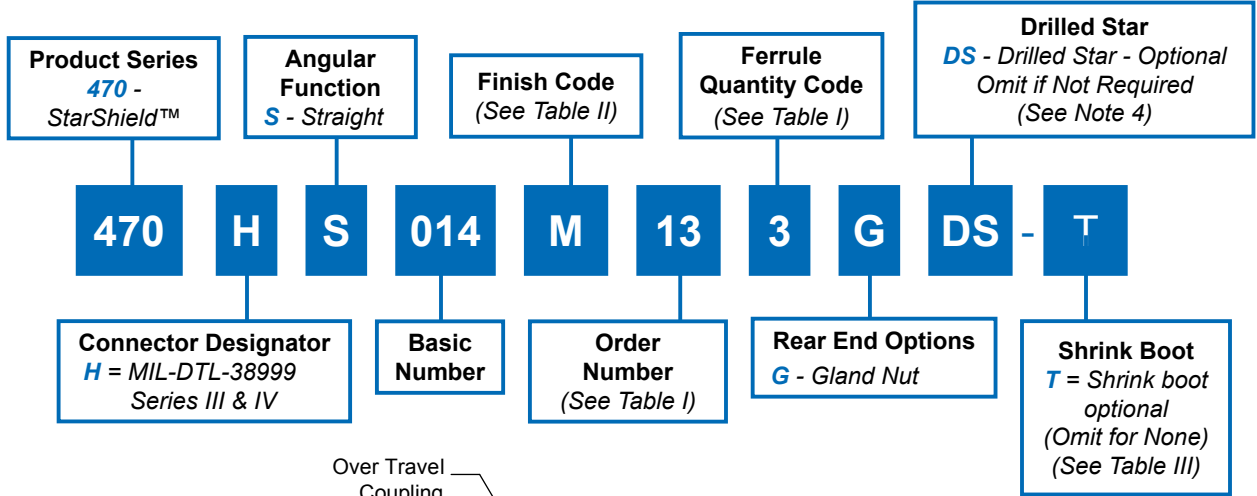 Product Series
470 -
StarShield™
Angular
Function
S - Straight
Finish Code
(See Table II)
Ferrule
Quantity Code
(See Table I)
Drilled Star
DS - Drilled Star - Optional
Omit if Not Required
(See Note 4)
470 H S 014 M 13 3 G DS - T
Connector Designator
H = MIL-DTL-38999
Series III & IV
Basic
Number
Order
Number
(See Table I)
Rear End Options
G - Gland Nut
Shrink Boot
T = Shrink boot
optional
(Omit for None)
(See Table III)
Over Travel
Coupling